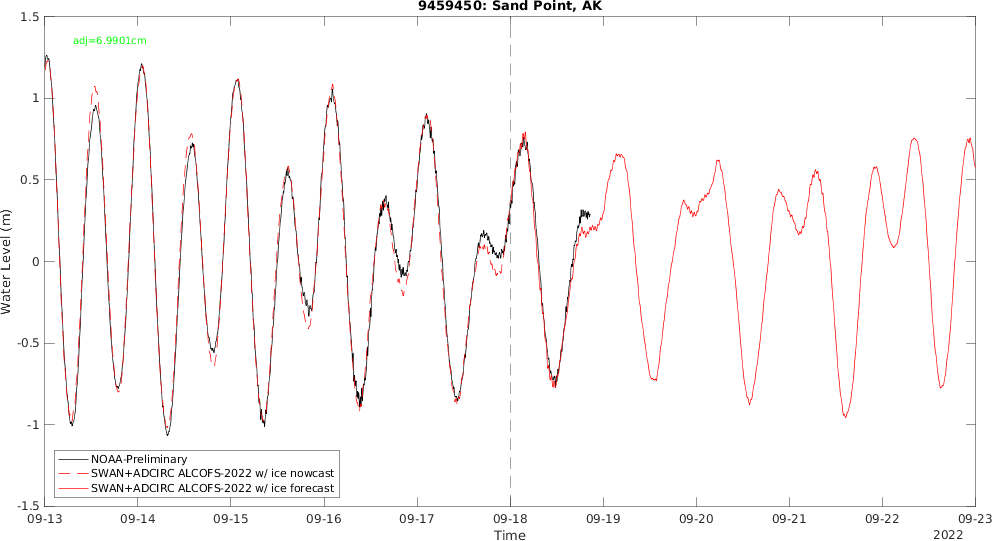 9459450: Sand Point, AK
adj=6.9901cm
Water Level (m)
1.5
1
0.5
0
-0.5
-1
-1.5
NOAA-Preliminary
SWAN+ADCIRC ALCOFS-2022 w/ ice nowcast
SWAN+ADCIRC ALCOFS-2022 w/ ice forecast
09-13 09-14 09-15 09-16 09-17 09-18 09-19 09-20 09-21 09-22 09-23
Time
2022